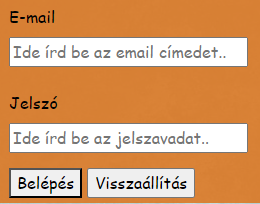 E-mail
Ide írd be az email címedet..
Jelszó
Ide írd be az jelszavadat..
Belépés Visszaállítás